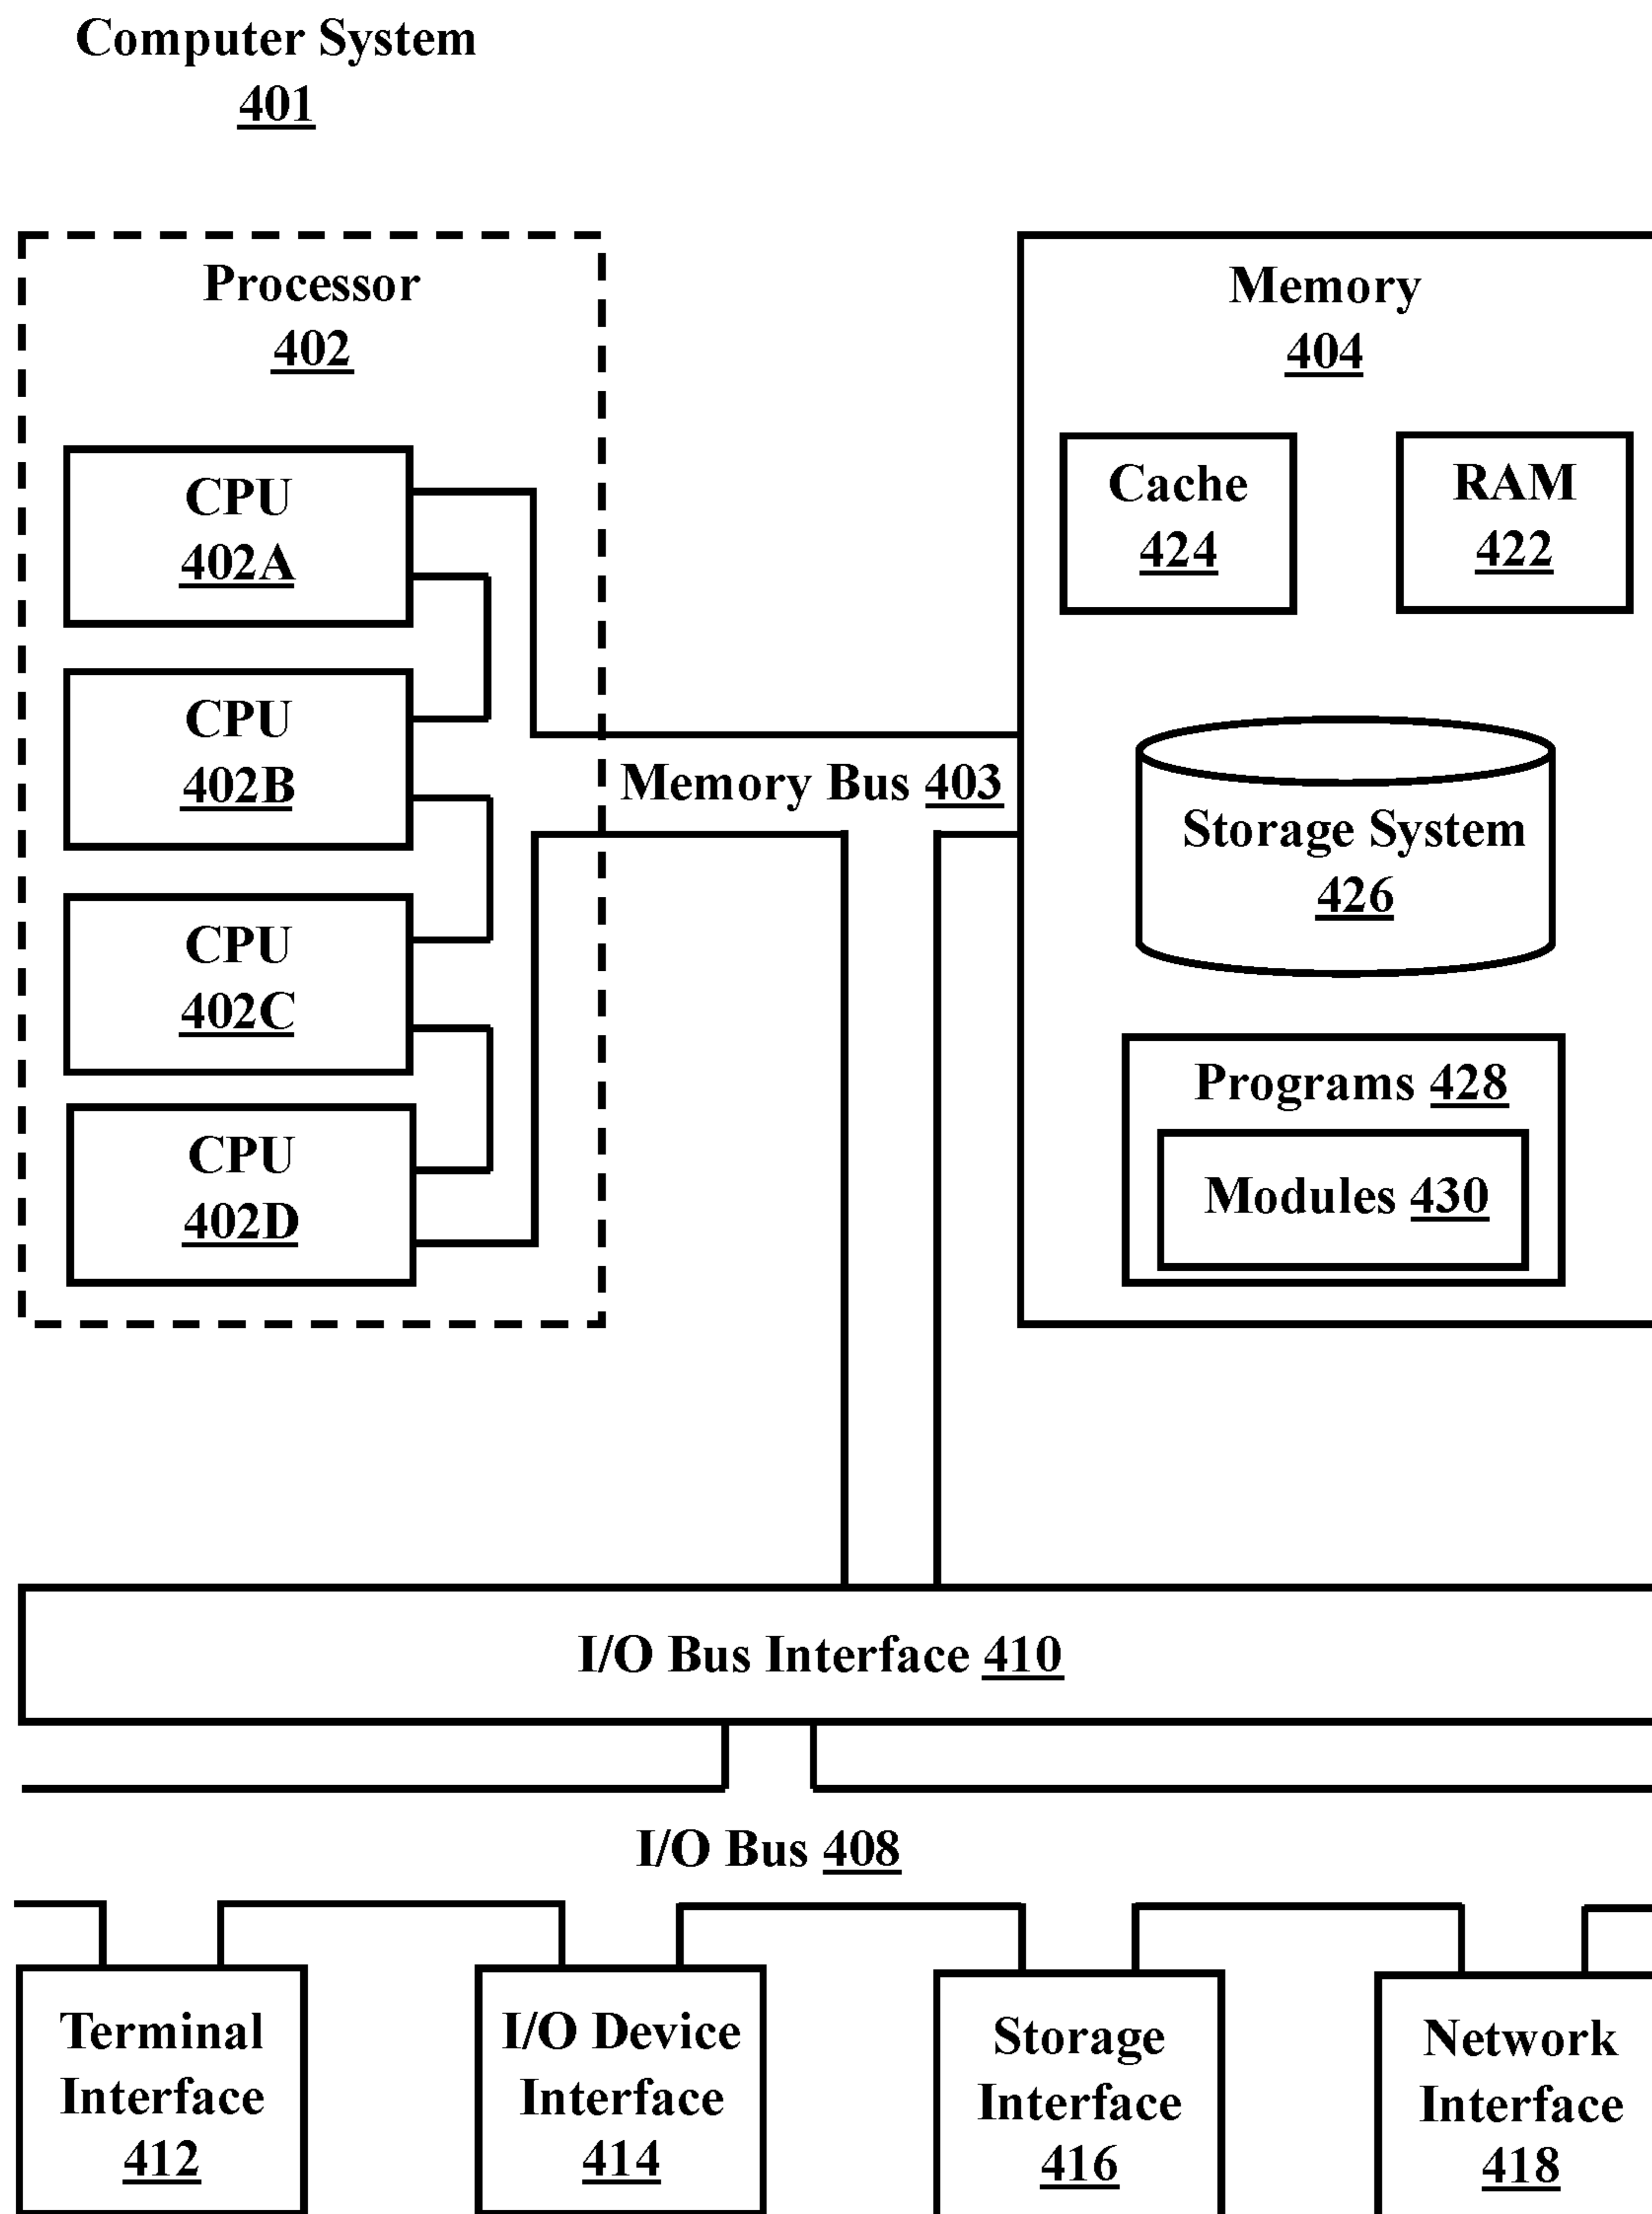 Computer System
401
Processor
402
CPU
402A
CPU
402B
CPU
402C
CPU
402D
Memory Bus 403
Memory
404
Cache
424
RAM
422
Storage System
426
Programs 428
Modules 430
I/O Bus Interface 410
I/O Bus 408
Terminal
Interface
412
I/O Device
Interface
414
Storage
Interface
416
Network
Interface
418